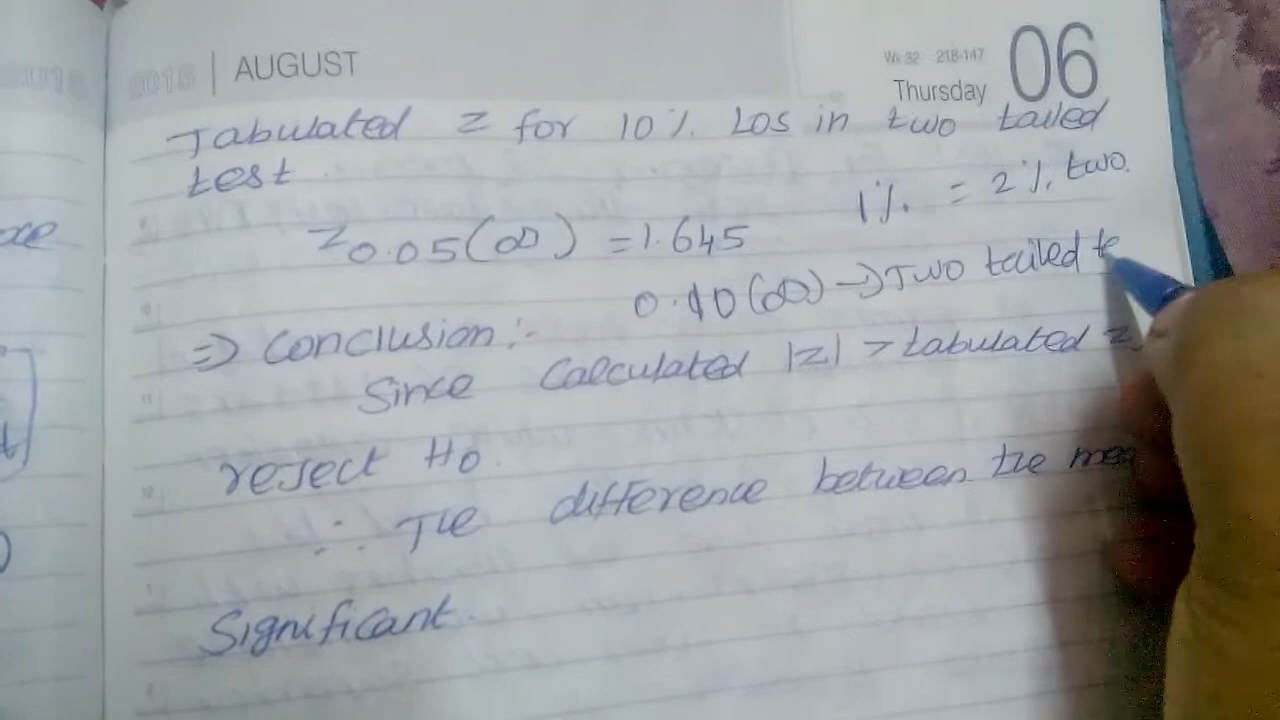 2015 | AUGUST
Wk 32 218-147
Thursday
06
Tabulated z for 10% LOS in two tailed
test
1% = 2% two.
Z0.05(∞) = 1.645
0.10(∞) → Two tailed te
⇒ Conclusion :-
Since Calculated |Z| > tabulated z
reject H0.
∴ The difference between the mea
Significant.